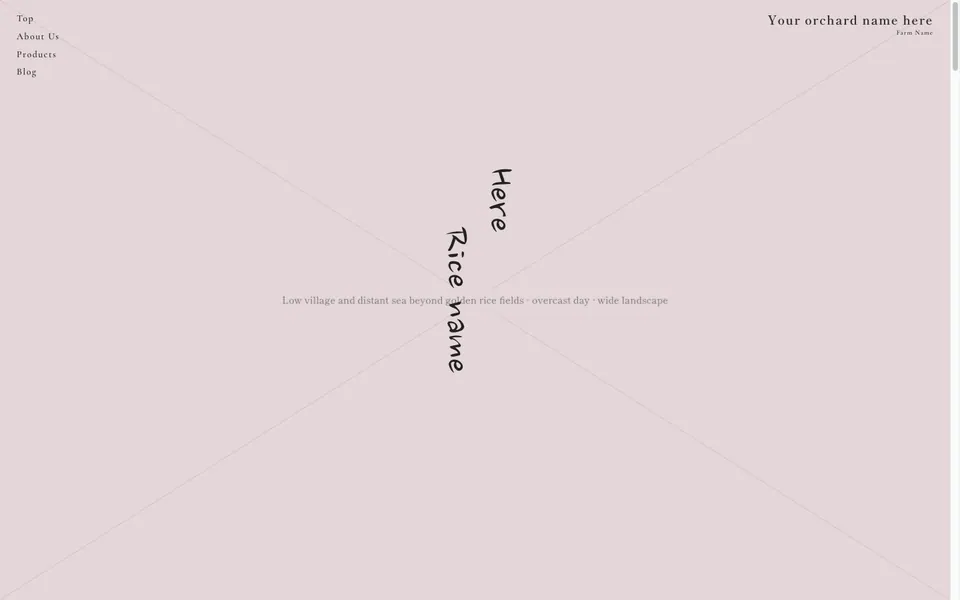 Top
About Us
Products
Blog
Your orchard name here
Farm Name
Here
Rice name
Low village and distant sea beyond golden rice fields · overcast day · wide landscape